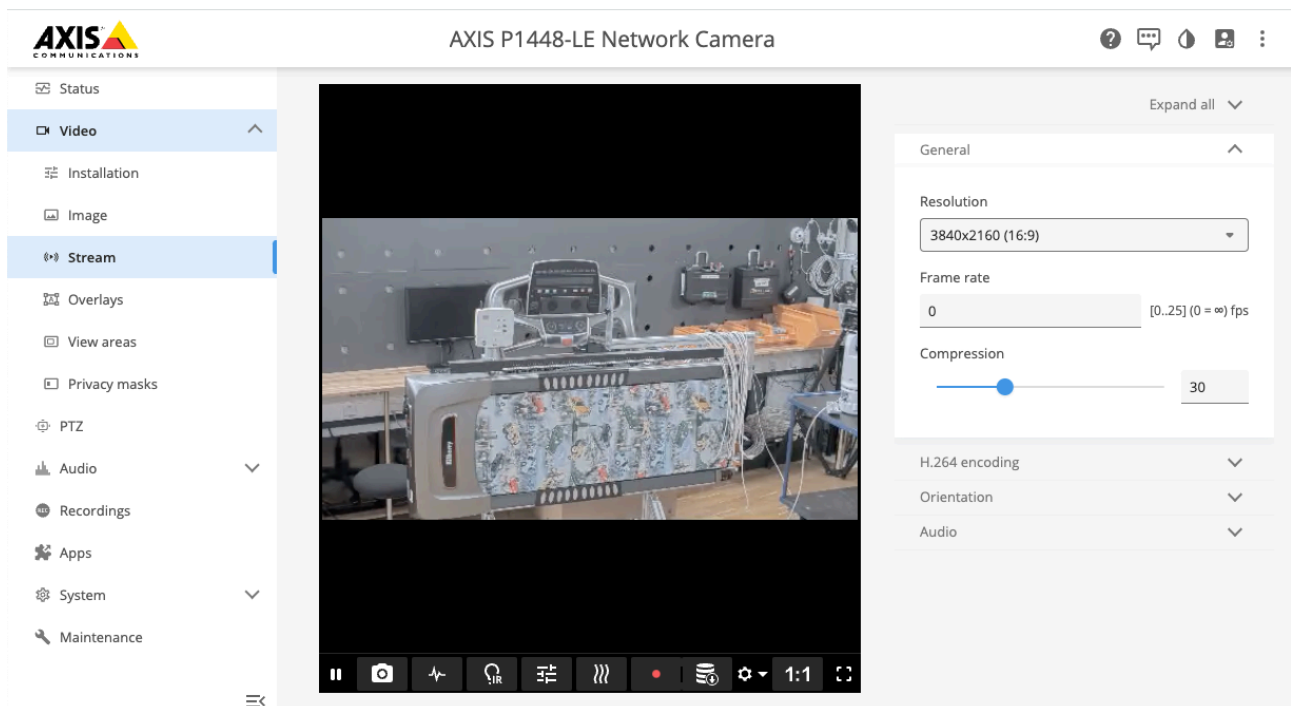 AXIS
COMMUNICATIONS
AXIS P1448-LE Network Camera
Status
Video
Installation
Image
Stream
Overlays
View areas
Privacy masks
PTZ
Audio
Recordings
Apps
System
Maintenance
IR
1:1
Expand all
General
Resolution
3840x2160 (16:9)
Frame rate
0
[0..25] (0 = ∞) fps
Compression
30
H.264 encoding
Orientation
Audio